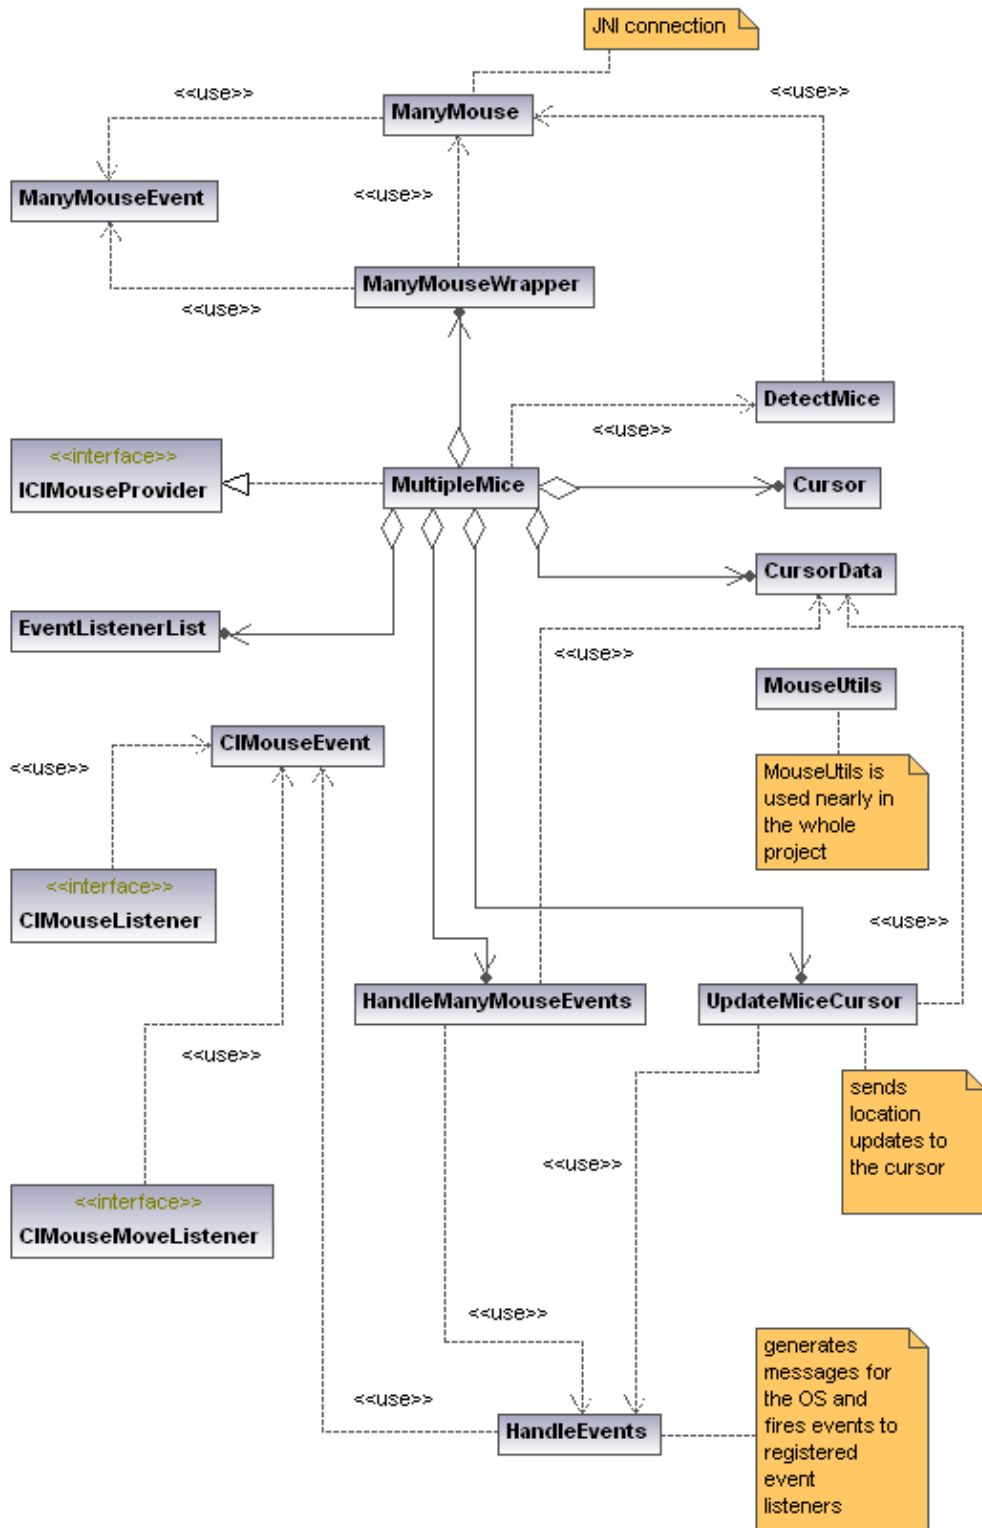 JNI connection
<<use>>
<<use>>
ManyMouse
ManyMouseEvent
<<use>>
ManyMouseWrapper
<<use>>
DetectMice
<<use>>
<<interface>>
ICIMouseProvider
MultipleMice
Cursor
CursorData
EventListenerList
<<use>>
MouseUtils
CIMouseEvent
<<use>>
MouseUtils is
used nearly in
the whole
project
<<interface>>
CIMouseListener
<<use>>
HandleManyMouseEvents
UpdateMiceCursor
<<use>>
sends
location
updates to
the cursor
<<use>>
<<interface>>
CIMouseMoveListener
<<use>>
generates
messages for
the OS and
fires events to
registered
event
listeners
<<use>>
HandleEvents